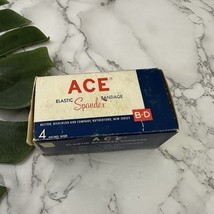 ACE
ELASTIC Spandex BANDAGE
B-D
BECTON, DICKINSON AND COMPANY, RUTHERFORD, NEW JERSEY
4
ACE